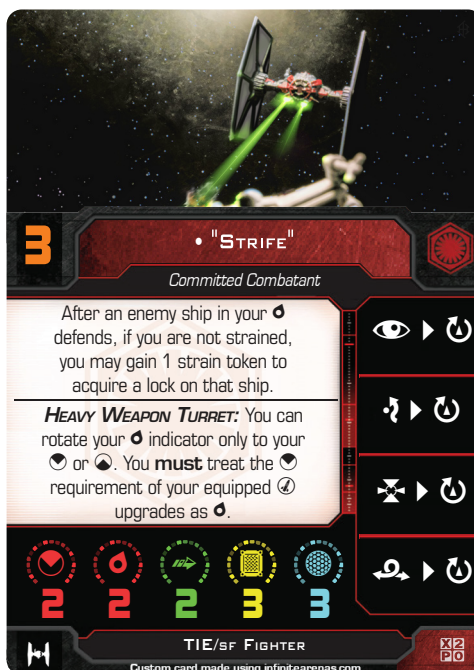 3
• "Strife"
Committed Combatant
After an enemy ship in your
defends, if you are not strained,
you may gain 1 strain token to
acquire a lock on that ship.
Heavy Weapon Turret: You can
rotate your indicator only to your
or . You must treat the
requirement of your equipped
upgrades as .
2 2 2 3 3
TIE/sf Fighter
X2
PO
Custom card made using infinitearenas.com